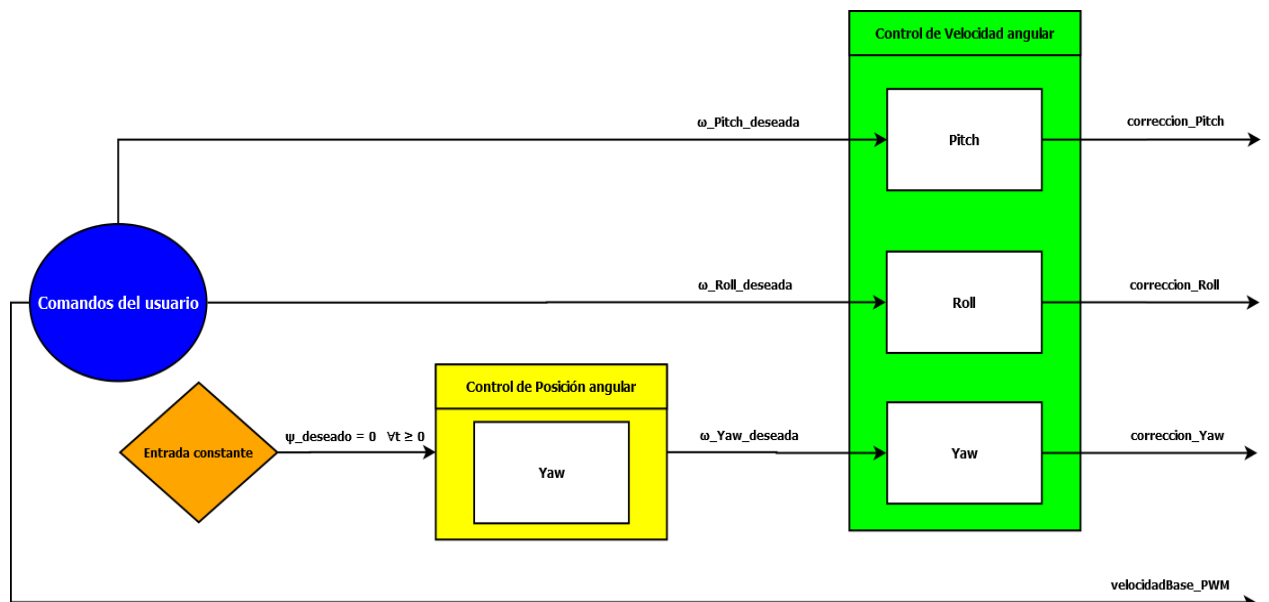 Control de Velocidad angular
ω_Pitch_deseada
Pitch
correccion_Pitch
Comandos del usuario
ω_Roll_deseada
Roll
correccion_Roll
Control de Posición angular
Entrada constante
ψ_deseado = 0 ∀t ≥ 0
Yaw
ω_Yaw_deseada
Yaw
correccion_Yaw
velocidadBase_PWM